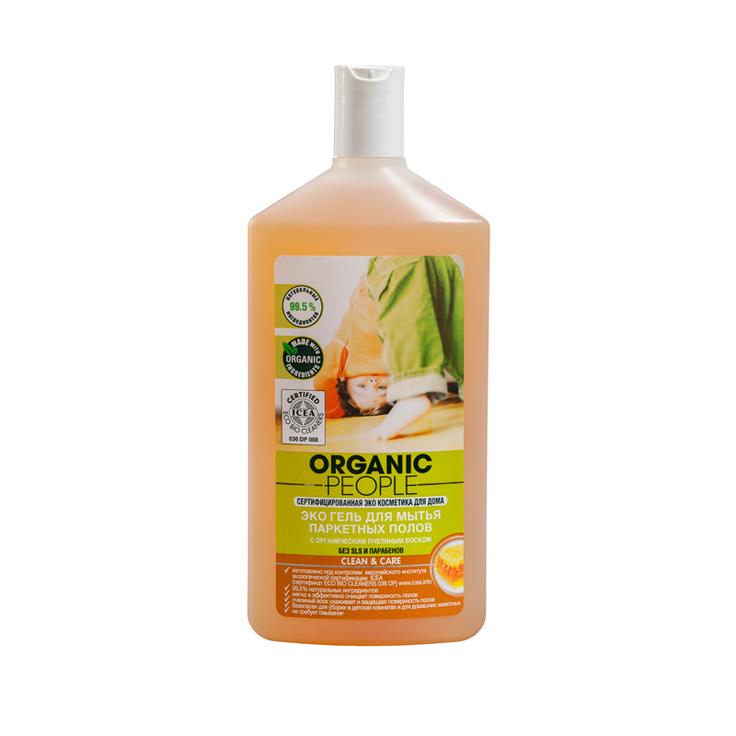 натуральных
99.5 %
ингредиентов
MADE WITH
ORGANIC
INGREDIENTS
CERTIFIED
ICEA
ECO BIO CLEANERS
036 DP 008
ORGANIC
PEOPLE
СЕРТИФИЦИРОВАННАЯ ЭКО КОСМЕТИКА ДЛЯ ДОМА
ЭКО ГЕЛЬ ДЛЯ МЫТЬЯ
ПАРКЕТНЫХ ПОЛОВ
С ОРГАНИЧЕСКИМ ПЧЕЛИНЫМ ВОСКОМ
БЕЗ SLS И ПАРАБЕНОВ
CLEAN & CARE
изготовлено под контролем европейского института
экологической сертификации ICEA
(сертификат ECO BIO CLEANERS 036 DP) www.icea.info
99,5% натуральных ингредиентов
мягко и эффективно очищает поверхность полов
пчелиный воск ухаживает и защищает поверхность полов
безопасен для уборки в детских комнатах и для домашних животных
не требует смывания